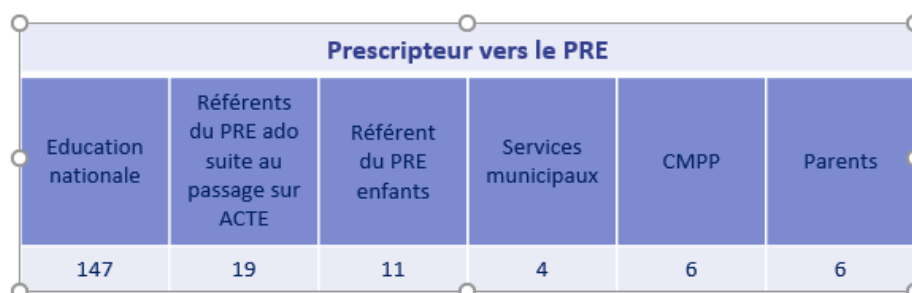 Prescripteur vers le PRE
Education
nationale
Référents
du PRE ado
suite au
passage sur
ACTE
Référent
du PRE
enfants
Services
municipaux
CMPP
Parents
147
19
11
4
6
6